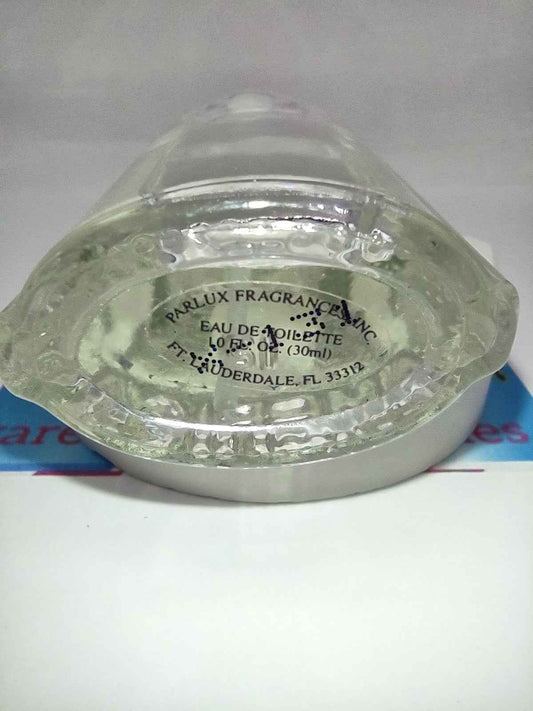 PARLUX FRAGRANCES, INC.
EAU DE TOILETTE
1.0 FL. OZ. (30ml)
FT. LAUDERDALE, FL 33312